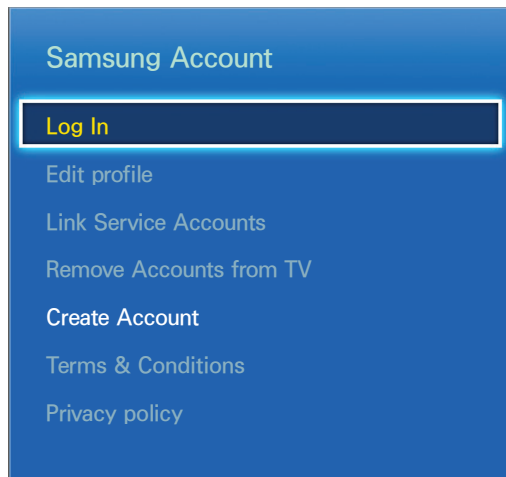 Samsung Account
Log In
Edit profile
Link Service Accounts
Remove Accounts from TV
Create Account
Terms & Conditions
Privacy policy